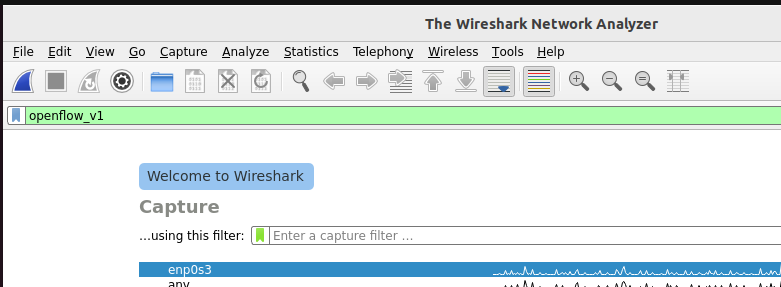 The Wireshark Network Analyzer
File Edit View Go Capture Analyze Statistics Telephony Wireless Tools Help
openflow_v1
Welcome to Wireshark
Capture
...using this filter: Enter a capture filter ...
enp0s3
any